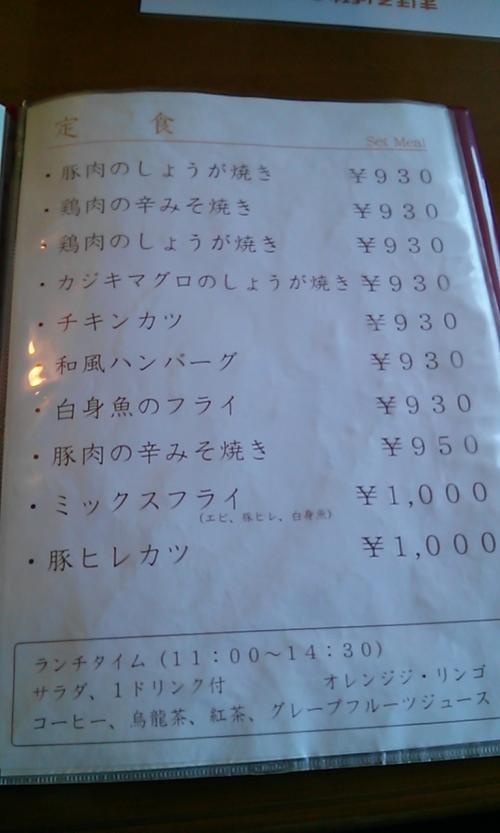 定 食
Set Meal
・豚肉のしょうが焼き ￥９３０
・鶏肉の辛みそ焼き ￥９３０
・鶏肉のしょうが焼き ￥９３０
・カジキマグロのしょうが焼き ￥９３０
・チキンカツ ￥９３０
・和風ハンバーグ ￥９３０
・白身魚のフライ ￥９３０
・豚肉の辛みそ焼き ￥９５０
・ミックスフライ ￥１,０００
(エビ、豚ヒレ、白身魚)
・豚ヒレカツ ￥１,０００
ランチタイム（１１：００～１４：３０）
サラダ、１ドリンク付 オレンジジ・リンゴ
コーヒー、烏龍茶、紅茶、グレープフルーツジュース